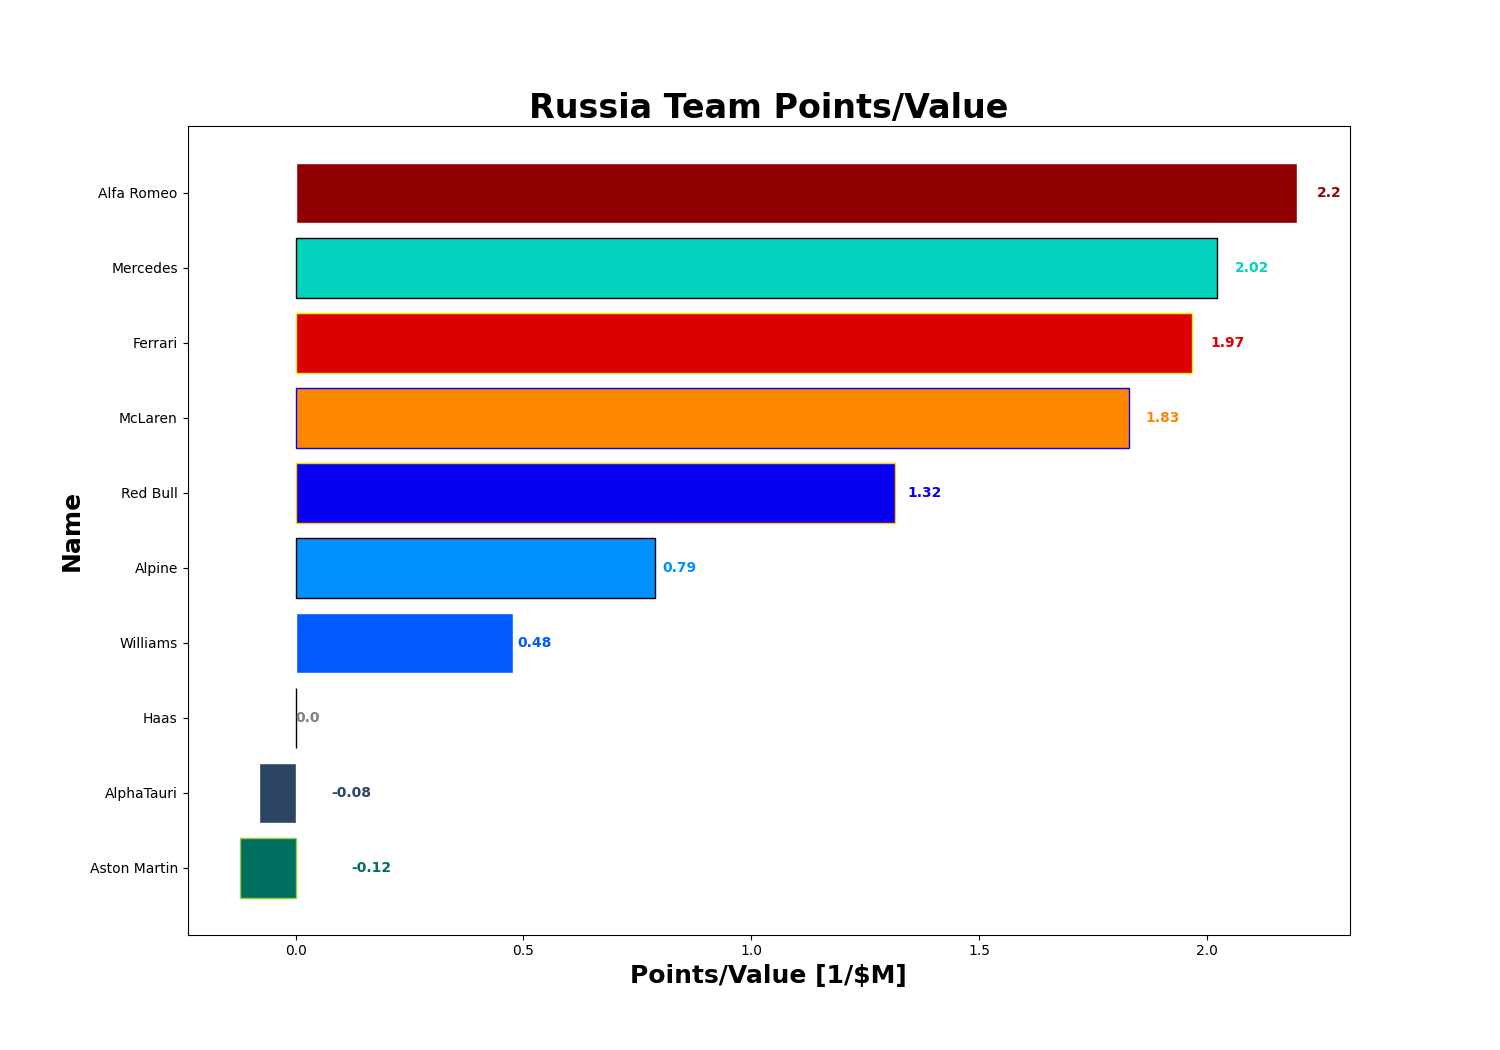 Russia Team Points/Value
Alfa Romeo 2.2
Mercedes 2.02
Ferrari 1.97
McLaren 1.83
Red Bull 1.32
Name
Alpine 0.79
Williams 0.48
Haas 0.0
AlphaTauri -0.08
Aston Martin -0.12
0.0 0.5 1.0 1.5 2.0
Points/Value [1/$M]